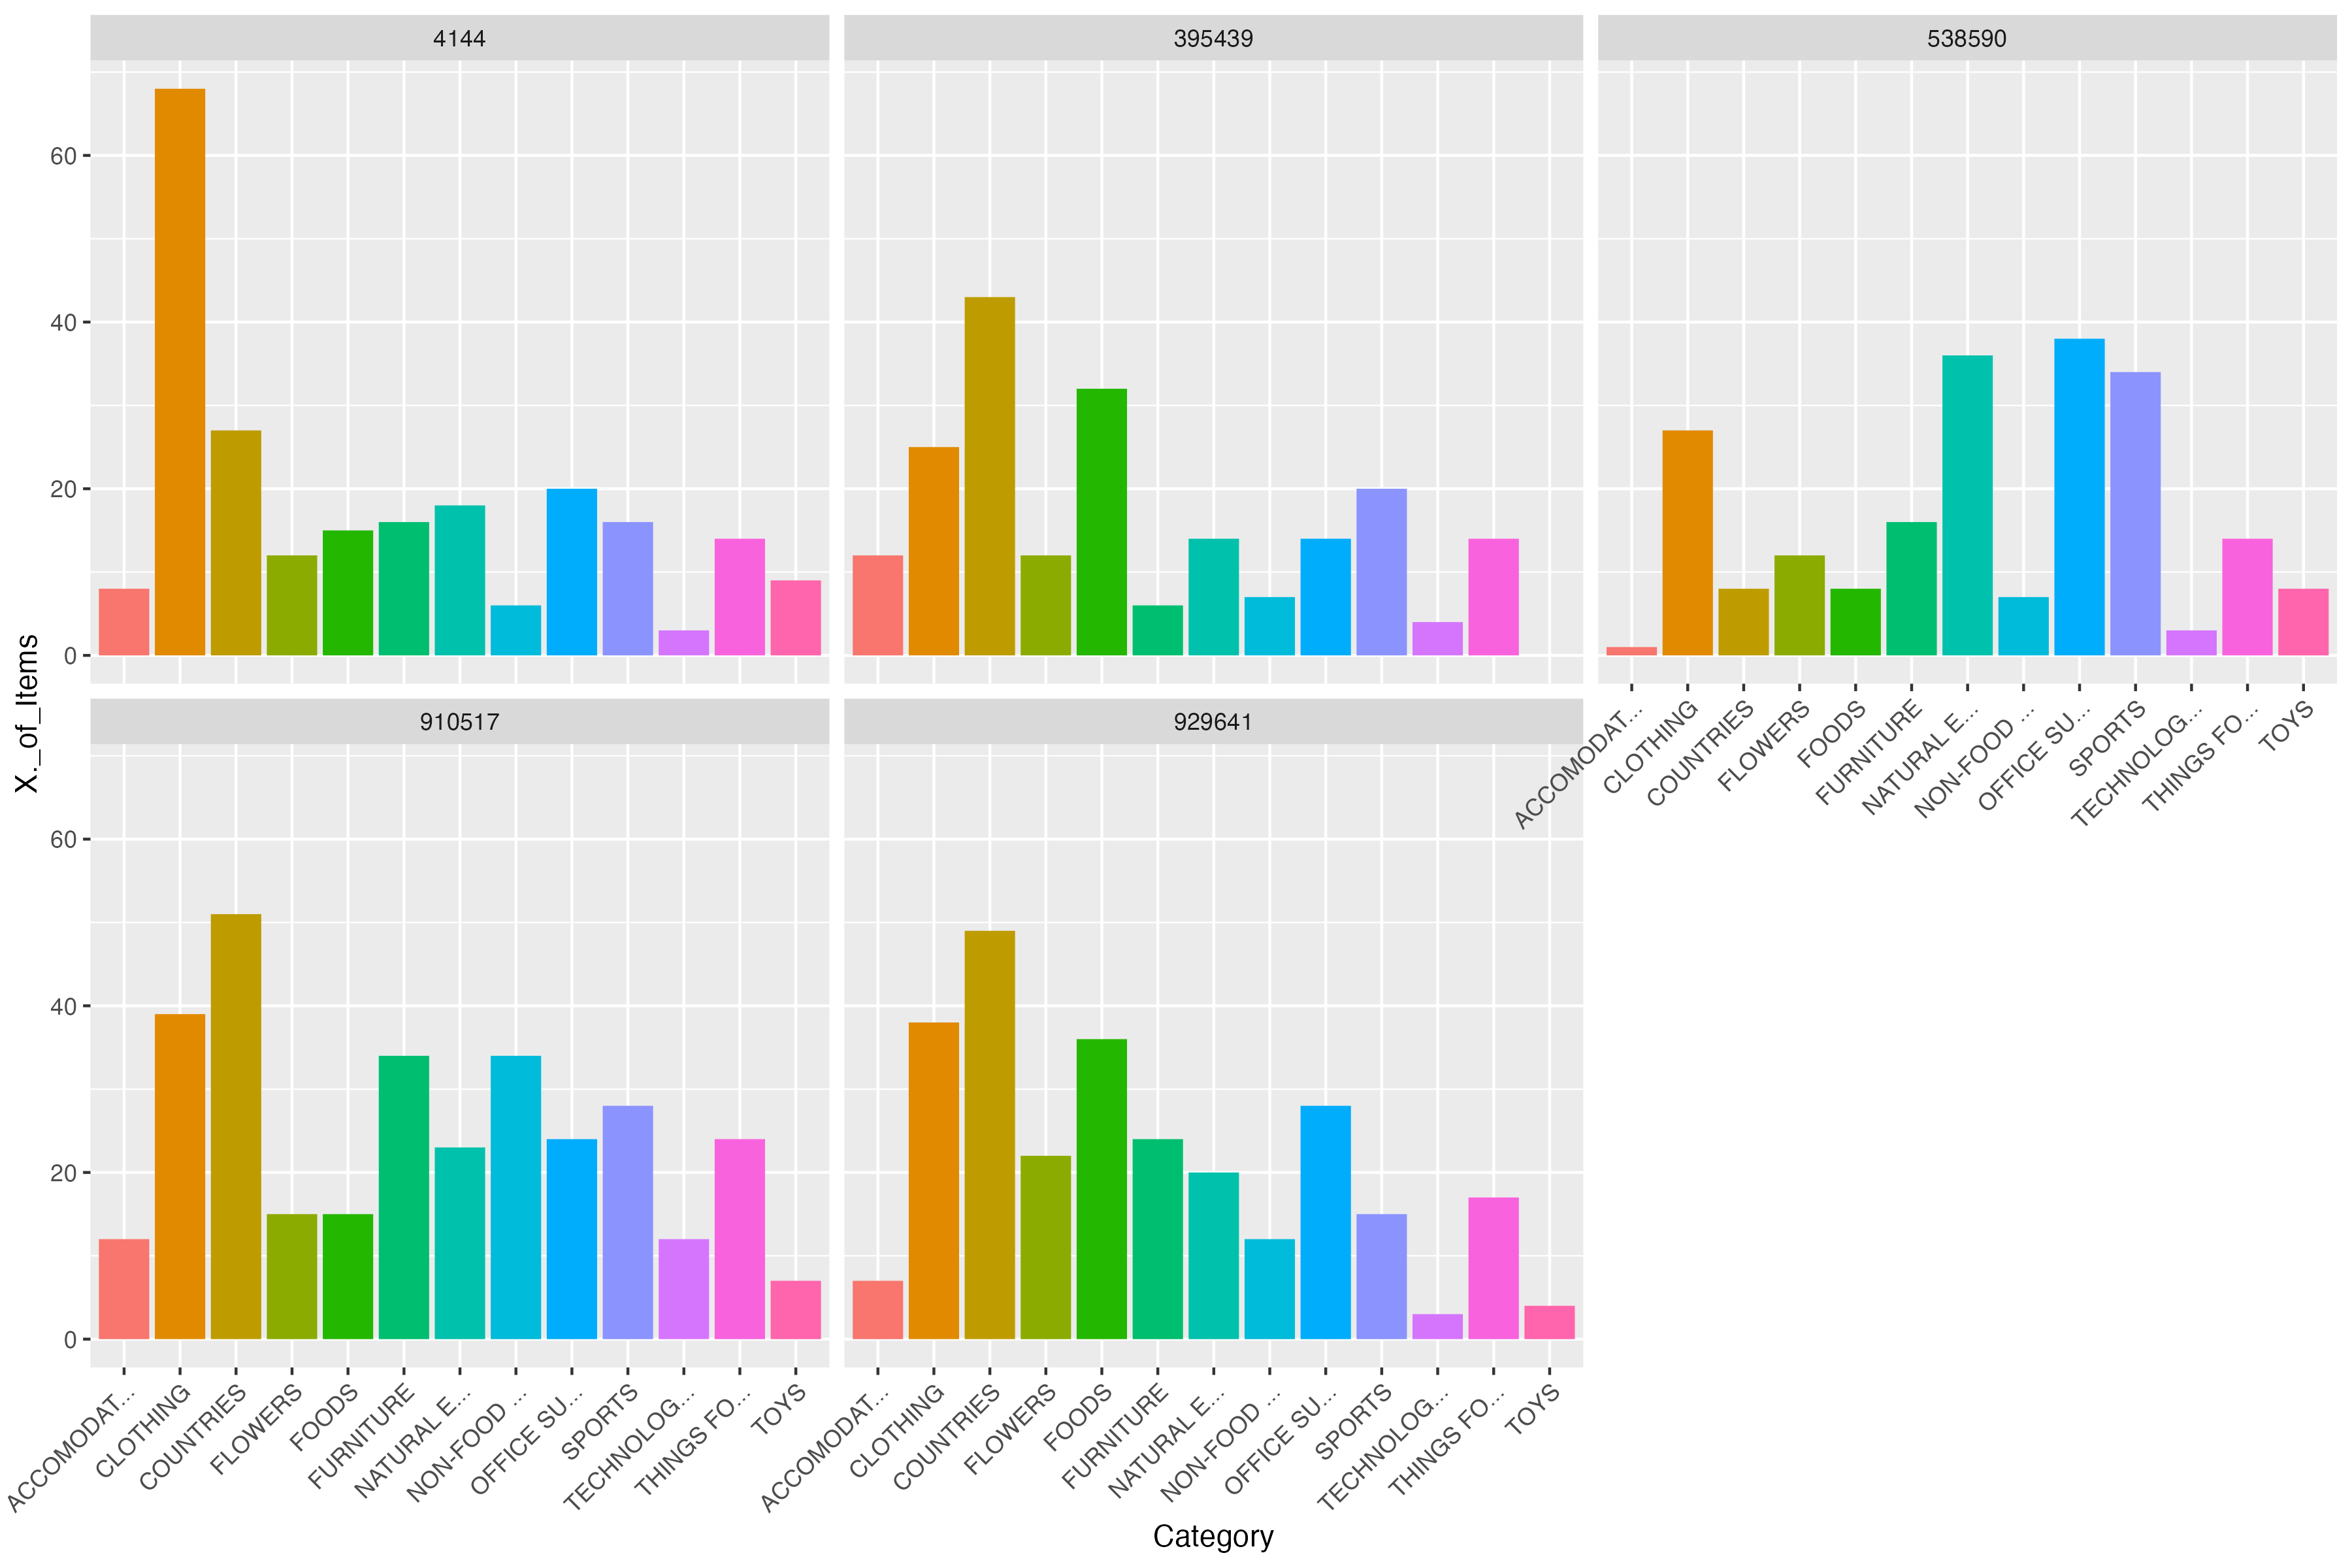 4144
395439
538590
60
40
20
0
X._of_Items
ACCOMODAT...
CLOTHING
COUNTRIES
FLOWERS
FOODS
FURNITURE
NATURAL E...
NON-FOOD ...
OFFICE SU...
SPORTS
TECHNOLOG...
THINGS FO...
TOYS
910517
929641
60
40
20
0
ACCOMODAT...
CLOTHING
COUNTRIES
FLOWERS
FOODS
FURNITURE
NATURAL E...
NON-FOOD ...
OFFICE SU...
SPORTS
TECHNOLOG...
THINGS FO...
TOYS
ACCOMODAT...
CLOTHING
COUNTRIES
FLOWERS
FOODS
FURNITURE
NATURAL E...
NON-FOOD ...
OFFICE SU...
SPORTS
TECHNOLOG...
THINGS FO...
TOYS
Category